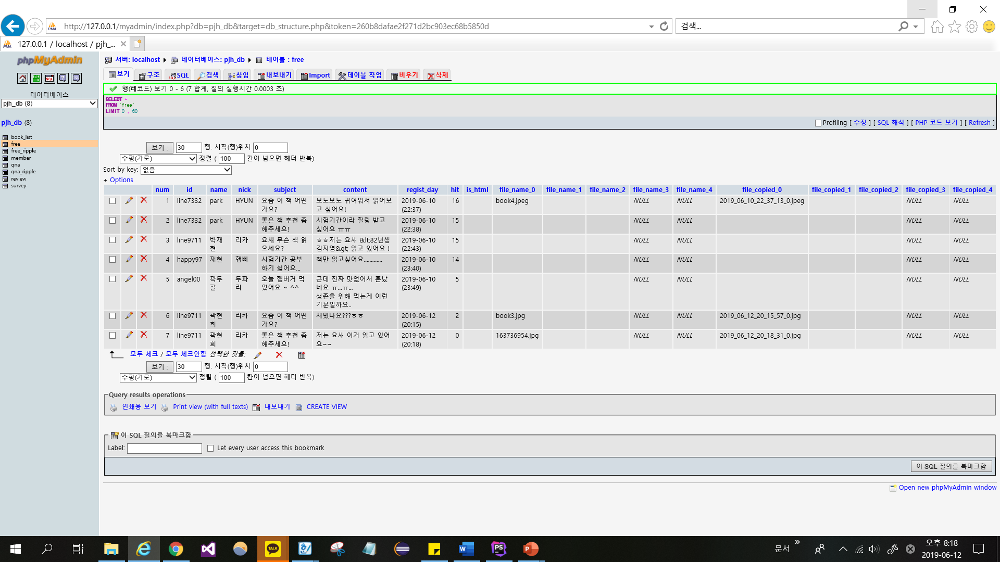 http://127.0.0.1/myadmin/index.php?db=pjh_db&target=db_structure.php&token=260b8dafae2f271d2bc903ec68b5850d
검색...
127.0.0.1 / localhost / pjh_...
phpMyAdmin
데이터베이스
pjh_db (8)
pjh_db (8)
book_list
free
free_ripple
member
qna
qna_ripple
review
survey
서버: localhost ▶ 데이터베이스: pjh_db ▶ 테이블 : free
보기 구조 SQL 검색 삽입 내보내기 Import 테이블 작업 비우기 삭제
행(레코드) 보기 0 - 6 (7 합계, 질의 실행시간 0.0003 초)
SELECT *
FROM `free`
LIMIT 0 , 30
Profiling [ 수정 ] [ SQL 해석 ] [ PHP 코드 보기 ] [ Refresh ]
보기 : 30 행. 시작(행)위치 0
수평(가로) 정렬 ( 100 칸이 넘으면 헤더 반복)
Sort by key: 없음
+ Options
num id name nick subject content regist_day hit is_html file_name_0 file_name_1 file_name_2 file_name_3 file_name_4 file_copied_0 file_copied_1 file_copied_2 file_copied_3 file_copied_4
1 line7332 park HYUN 요즘 이 책 어떤 보노보노 귀여워서 읽어보 2019-06-10 16 book4.jpeg NULL NULL 2019_06_10_22_37_13_0.jpeg NULL NULL
가요? 고 싶어요! (22:37)
2 line7332 park HYUN 좋은 책 추천 좀 시험기간이라 힐링 받고 2019-06-10 15 NULL NULL NULL NULL
해주세요! 싶어요 ㅠㅠ (22:38)
3 line9711 박재 리카 요새 무슨 책 읽 ㅎㅎ저는 요새 &lt;82년생 2019-06-10 15 NULL NULL NULL NULL
현 으세요? 김지영&gt; 읽고 있어요 ! (22:43)
4 happy97 재현 햅삐 시험기간 공부 책만 읽고싶어요............. 2019-06-10 14 NULL NULL NULL NULL
하기 싫어요... (23:40)
5 angel00 곽두 두파 오늘 햄버거 먹 근데 진짜 맛없어서 혼났 2019-06-10 5 NULL NULL NULL NULL
팔 리 었어요 ~ ^^ 네요 ㅠ...ㅠ... (23:49)
생존을 위해 먹는게 이런
기분일까요..
6 line9711 곽현 리카 요즘 이 책 어떤 재밌나요???ㅎㅎ 2019-06-12 2 book3.jpg NULL NULL 2019_06_12_20_15_57_0.jpg NULL NULL
희 가요? (20:15)
7 line9711 곽현 리카 좋은 책 추천 좀 저는 요새 이거 읽고 있어 2019-06-12 0 163736954.jpg NULL NULL 2019_06_12_20_18_31_0.jpg NULL NULL
희 해주세요! 요~~ (20:18)
모두 체크 / 모두 체크안함 선택한 것을:
보기 : 30 행. 시작(행)위치 0
수평(가로) 정렬 ( 100 칸이 넘으면 헤더 반복)
Query results operations
인쇄용 보기 Print view (with full texts) 내보내기 CREATE VIEW
이 SQL 질의를 북마크함
Label: Let every user access this bookmark
이 SQL 질의를 북마크함
Open new phpMyAdmin window
문서 » 오후 8:18
2019-06-12